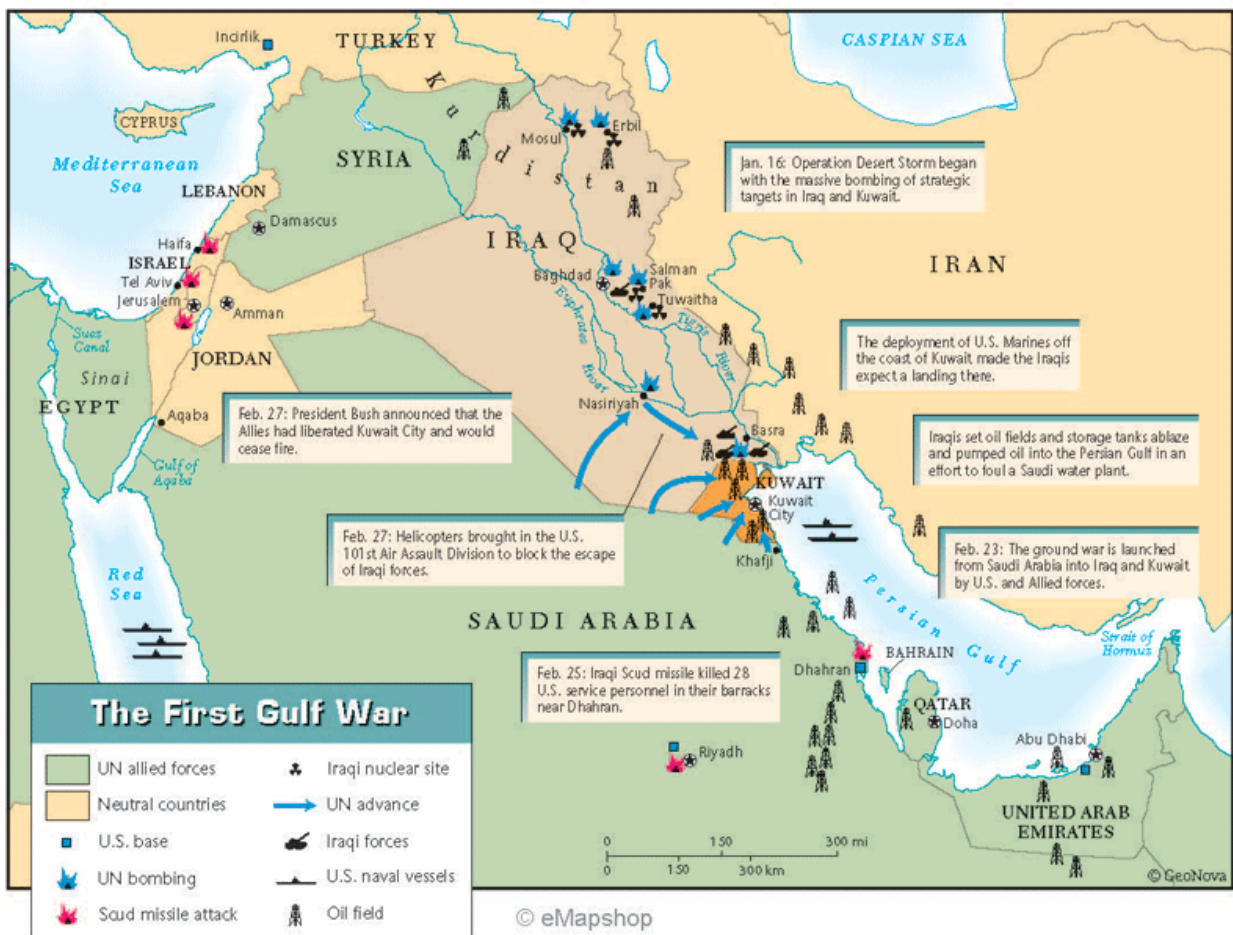 Incirlik
TURKEY
CASPIAN SEA
Kurdistan
CYPRUS
Mosul
Erbil
Mediterranean
Sea
SYRIA
LEBANON
Damascus
Jan. 16: Operation Desert Storm began
with the massive bombing of strategic
targets in Iraq and Kuwait.
Haifa
ISRAEL
Tel Aviv
Jerusalem
Amman
IRAQ
Baghdad
Salman
Pak
Tuwaitha
IRAN
Euphrates
River
Tigris
River
Suez
Canal
Sinai
JORDAN
EGYPT
Aqaba
Gulf of
Aqaba
Nasiriyah
The deployment of U.S. Marines off
the coast of Kuwait made the Iraqis
expect a landing there.
Feb. 27: President Bush announced that the
Allies had liberated Kuwait City and would
cease fire.
Basra
Iraqis set oil fields and storage tanks ablaze
and pumped oil into the Persian Gulf in an
effort to foul a Saudi water plant.
KUWAIT
Kuwait
City
Feb. 27: Helicopters brought in the U.S.
101st Air Assault Division to block the escape
of Iraqi forces.
Khafji
Feb. 23: The ground war is launched
from Saudi Arabia into Iraq and Kuwait
by U.S. and Allied forces.
Red
Sea
SAUDI ARABIA
Persian Gulf
Strait of
Hormuz
Feb. 25: Iraqi Scud missile killed 28
U.S. service personnel in their barracks
near Dhahran.
Dhahran
BAHRAIN
QATAR
Doha
Riyadh
Abu Dhabi
UNITED ARAB
EMIRATES
The First Gulf War
UN allied forces
Neutral countries
U.S. base
UN bombing
Scud missile attack
Iraqi nuclear site
UN advance
Iraqi forces
U.S. naval vessels
Oil field
0 150 300 mi
0 150 300 km
© GeoNova
© eMapshop